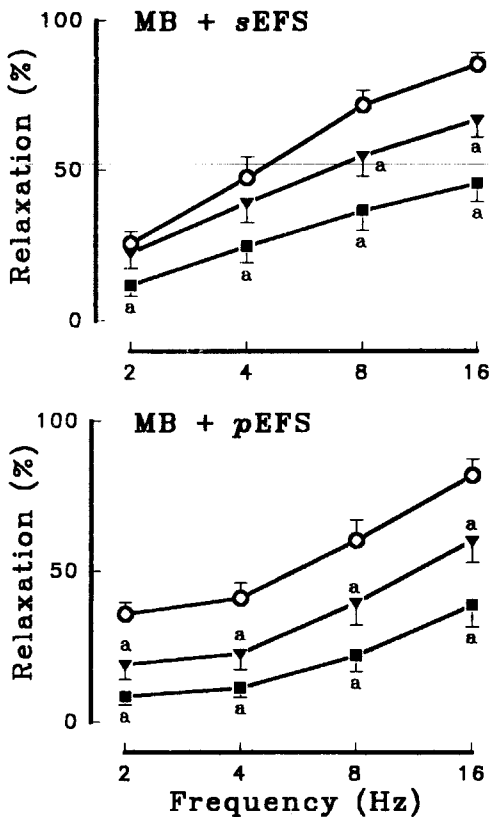 MB + sEFS
100
50
0
Relaxation (%)
a
a
a
a
a
a
2 4 8 16
MB + pEFS
100
50
0
Relaxation (%)
a
a
a
a
a
a
a
a
2 4 8 16
Frequency (Hz)